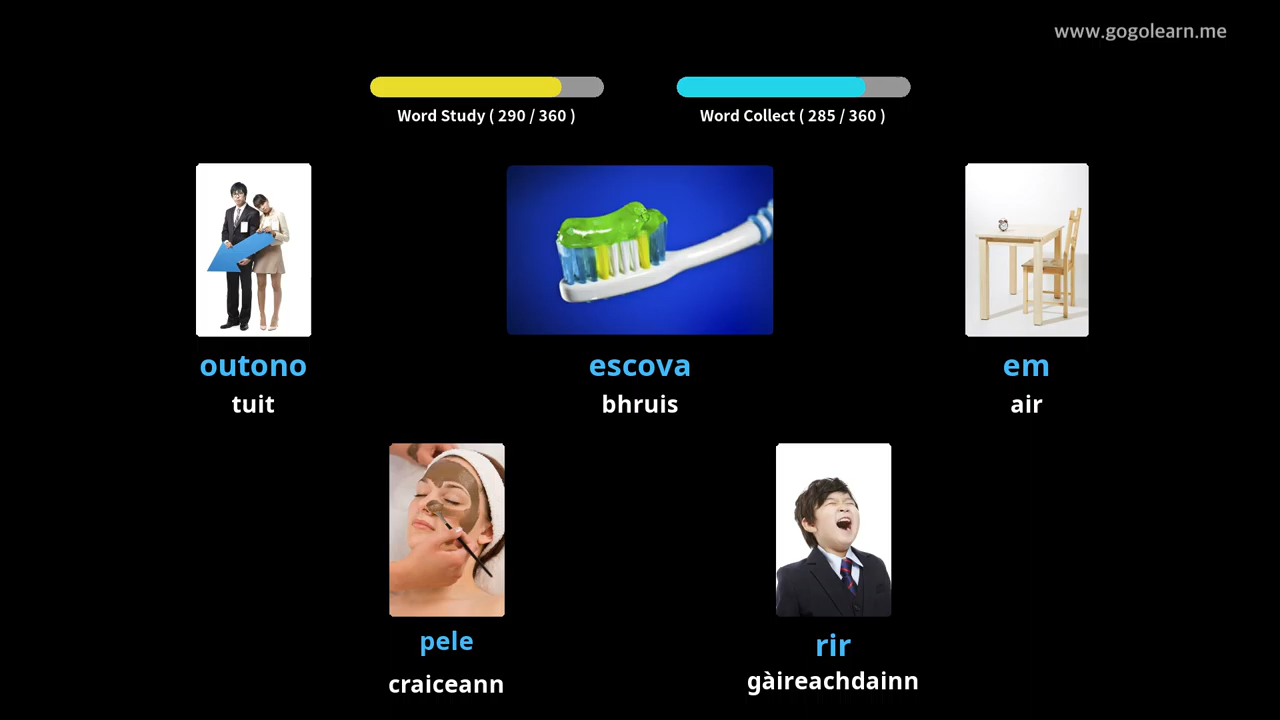 www.gogolearn.me
Word Study ( 290 / 360 )
Word Collect ( 285 / 360 )
outono
escova
em
tuit
bhruis
air
pele
rir
craiceann
gàireachdainn